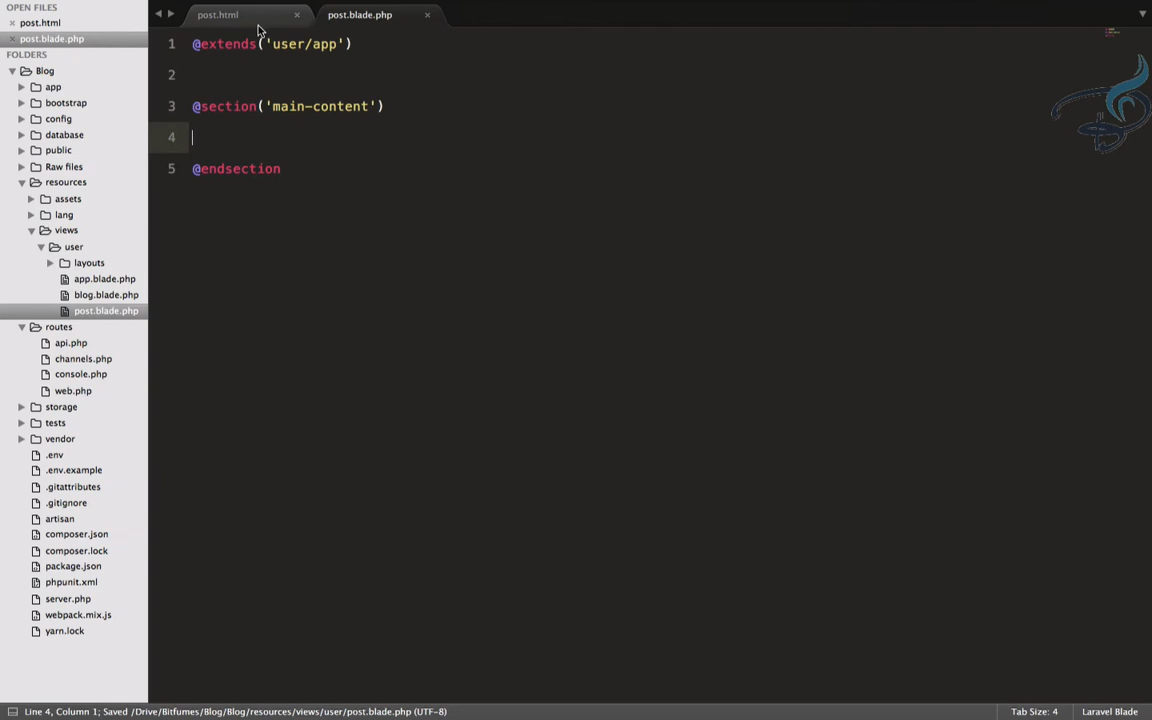 OPEN FILES
post.html
post.blade.php
FOLDERS
Blog
app
bootstrap
config
database
public
Raw files
resources
assets
lang
views
user
layouts
app.blade.php
blog.blade.php
post.blade.php
routes
api.php
channels.php
console.php
web.php
storage
tests
vendor
.env
.env.example
.gitattributes
.gitignore
artisan
composer.json
composer.lock
package.json
phpunit.xml
server.php
webpack.mix.js
yarn.lock
post.html
post.blade.php
1 @extends('user/app')
2
3 @section('main-content')
4
5 @endsection
Line 4, Column 1; Saved /Drive/Bitfumes/Blog/Blog/resources/views/user/post.blade.php (UTF-8)
Tab Size: 4
Laravel Blade